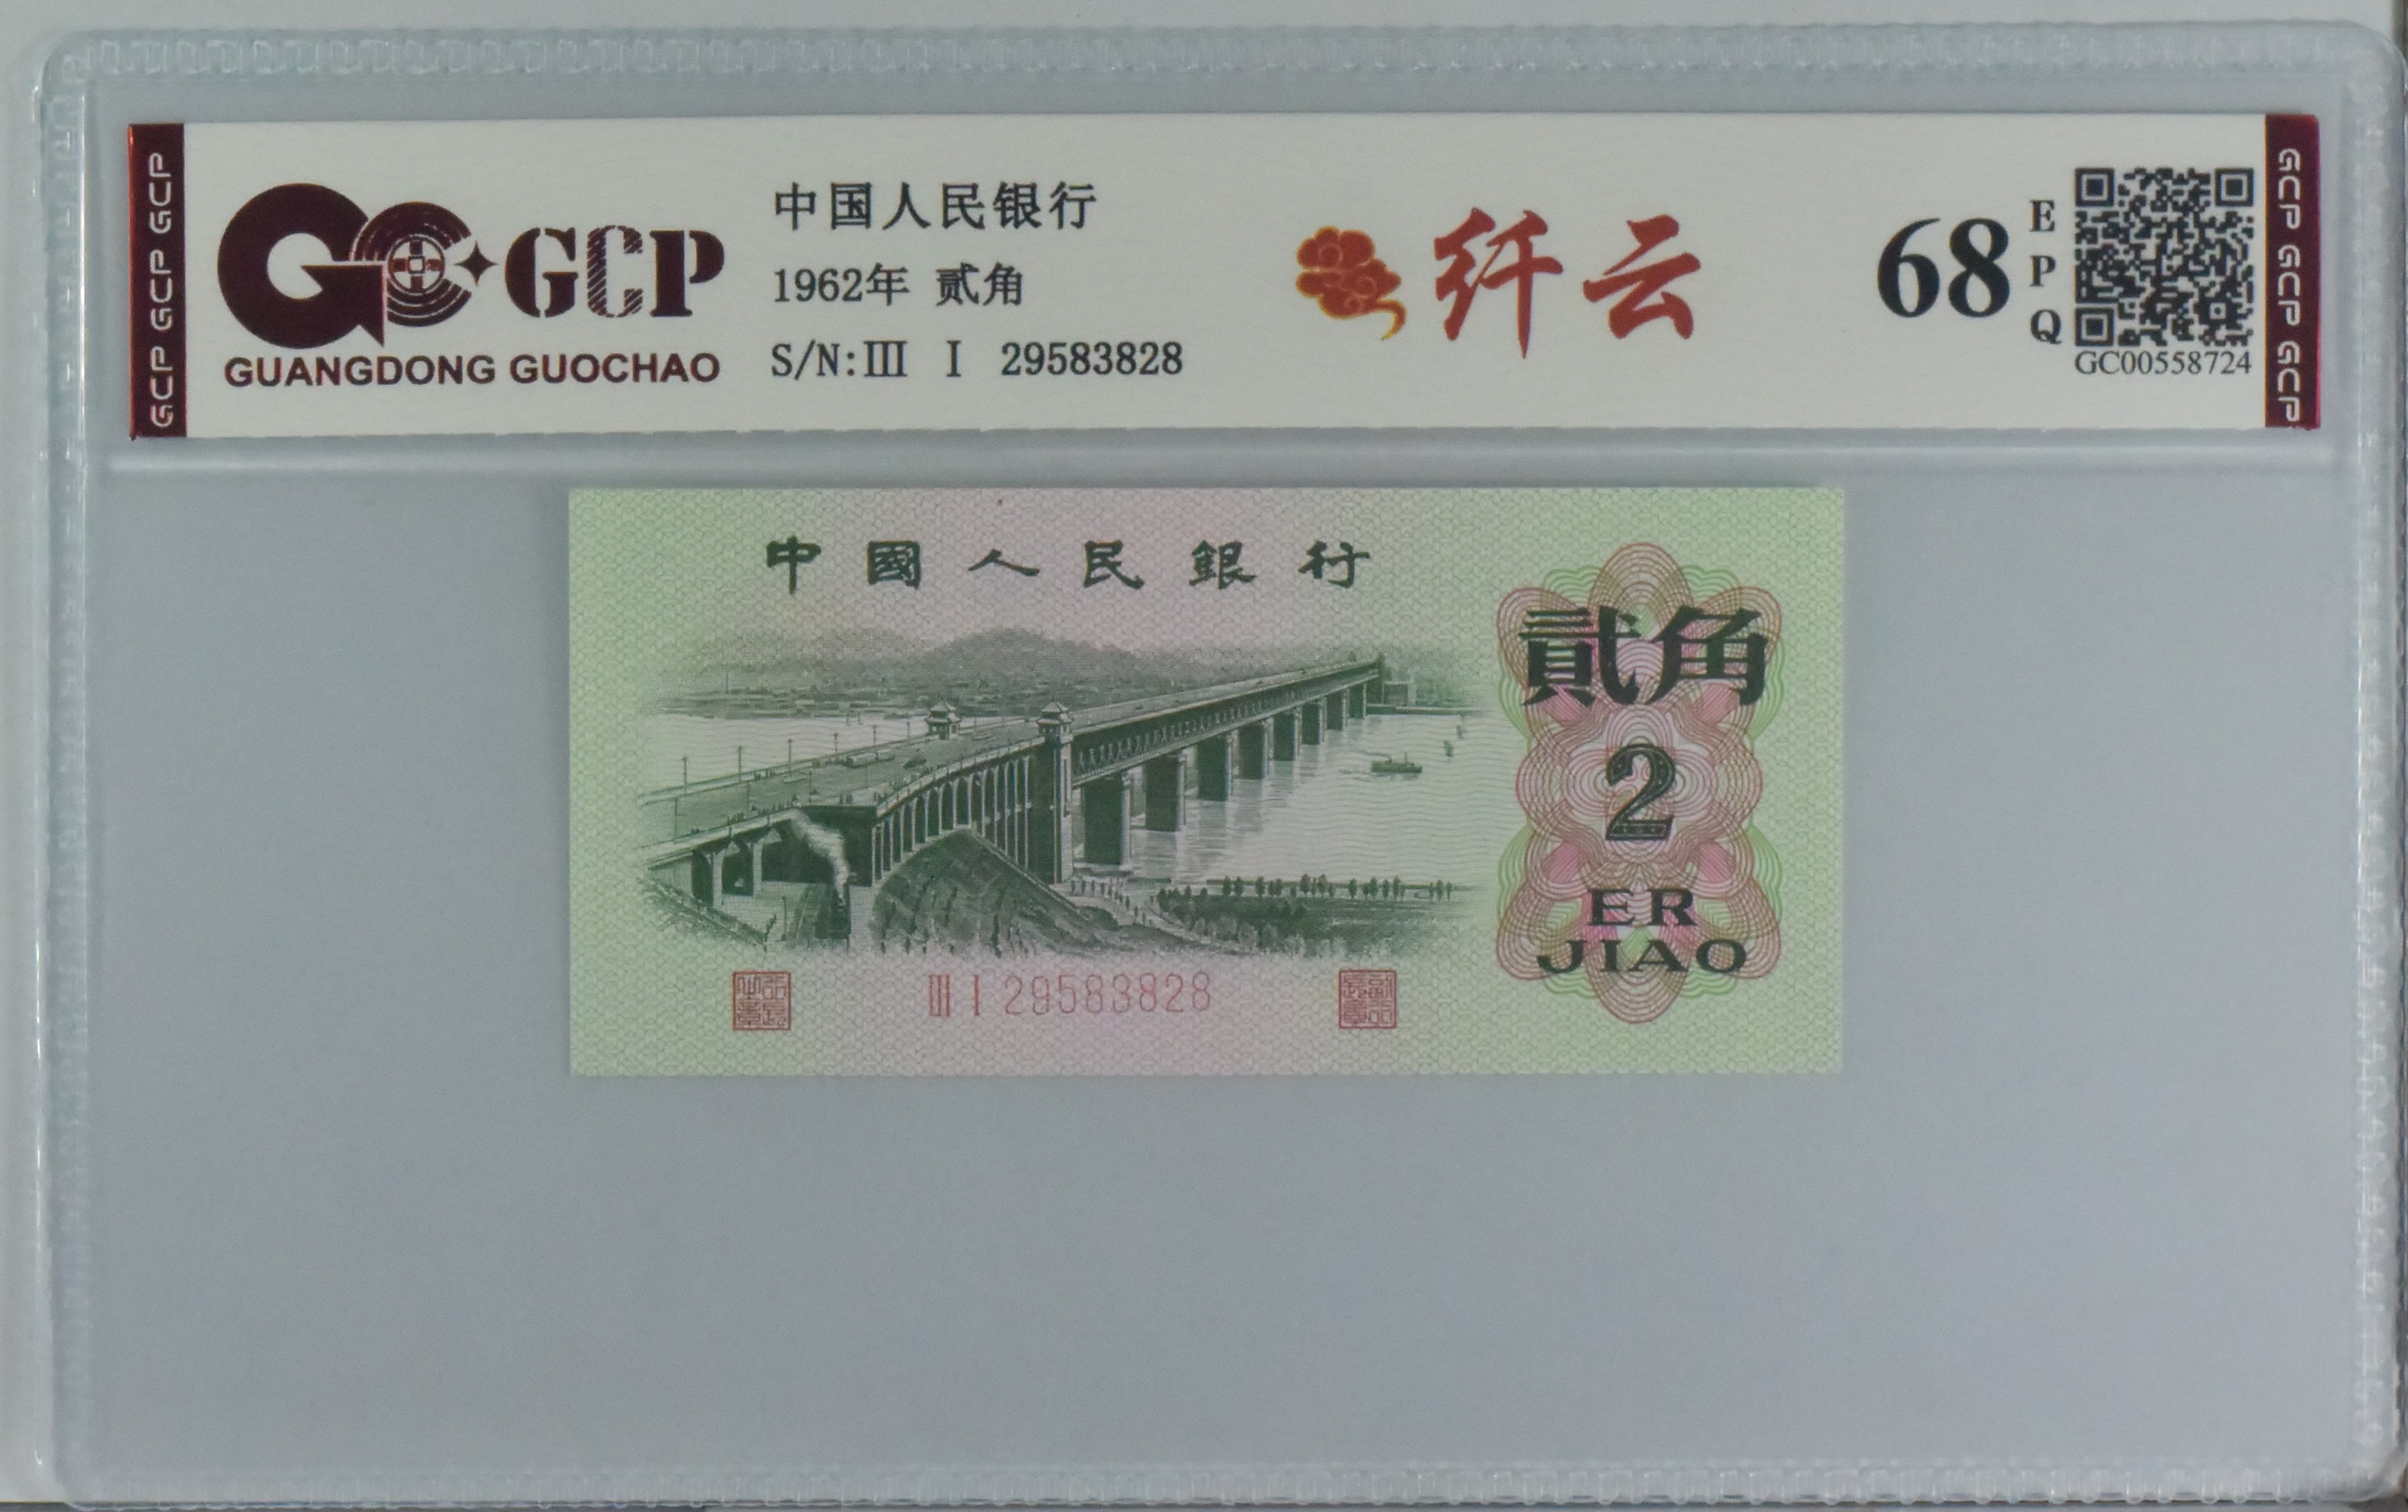 GCP GCP GCP
GCP
GUANGDONG GUOCHAO
中国人民银行
1962年 贰角
S/N:III I 29583828
纤云
68
EPQ
GC00558724
GCP GCP GCP
中國人民銀行
貳角
2
ER
JIAO
III I 29583828